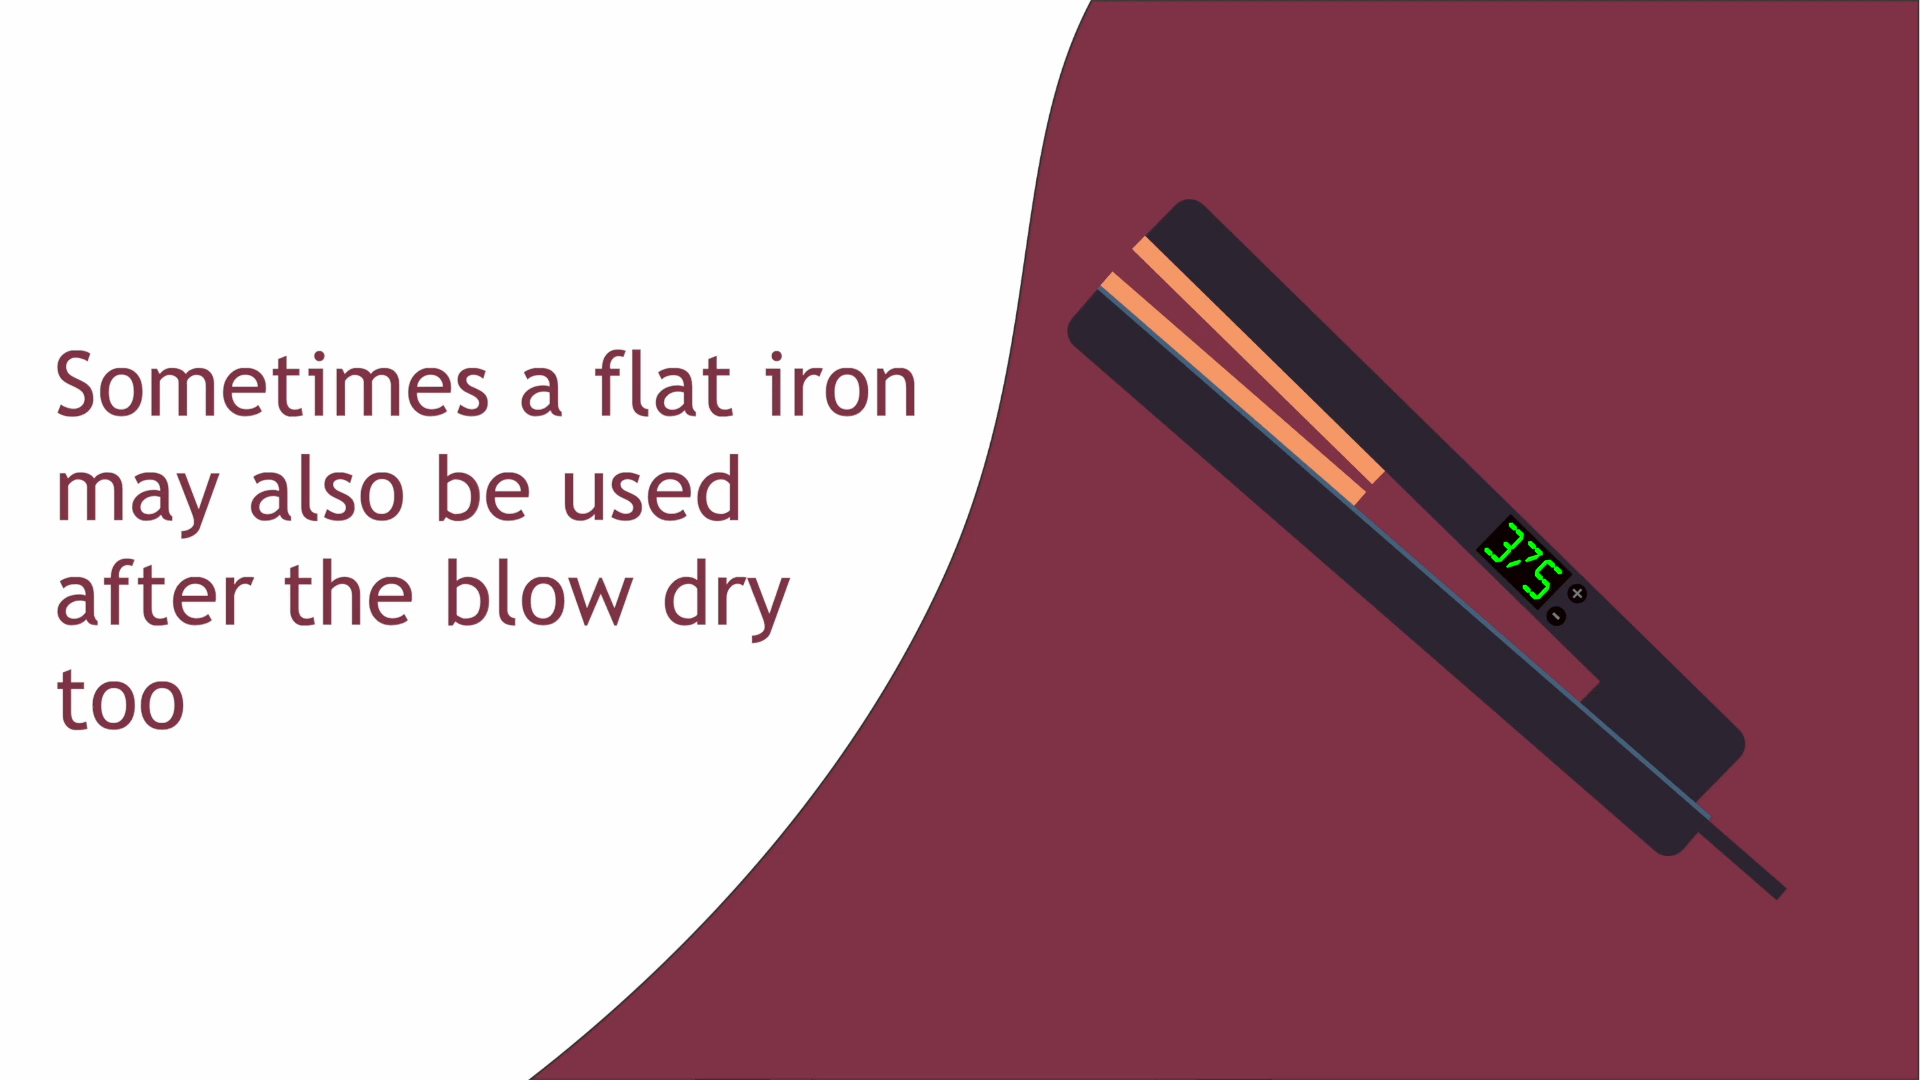 Sometimes a flat iron
may also be used
after the blow dry
too
375